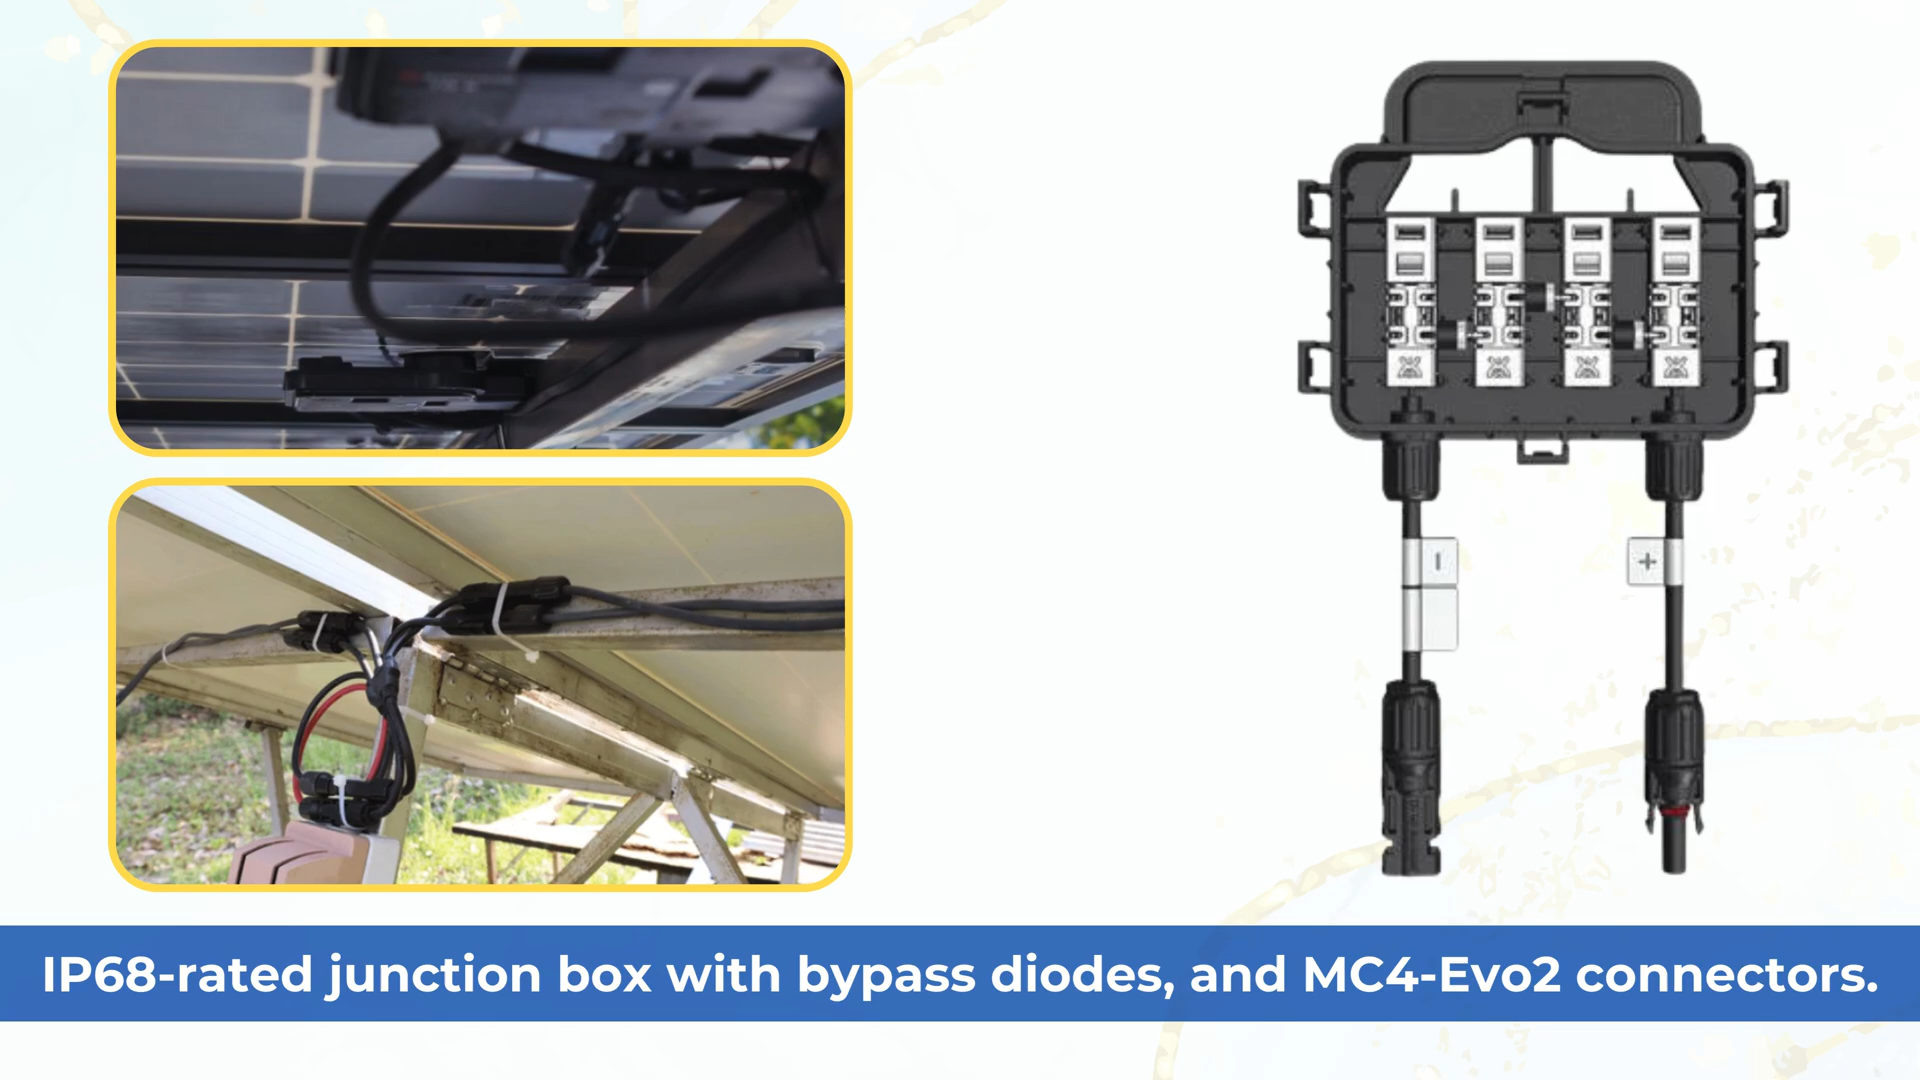 -
+
IP68-rated junction box with bypass diodes, and MC4-Evo2 connectors.